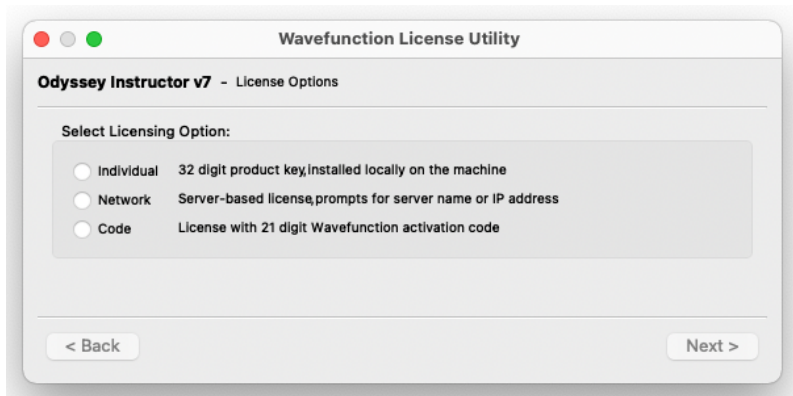 Wavefunction License Utility
Odyssey Instructor v7 - License Options
Select Licensing Option:
Individual 32 digit product key,installed locally on the machine
Network Server-based license,prompts for server name or IP address
Code License with 21 digit Wavefunction activation code
< Back Next >